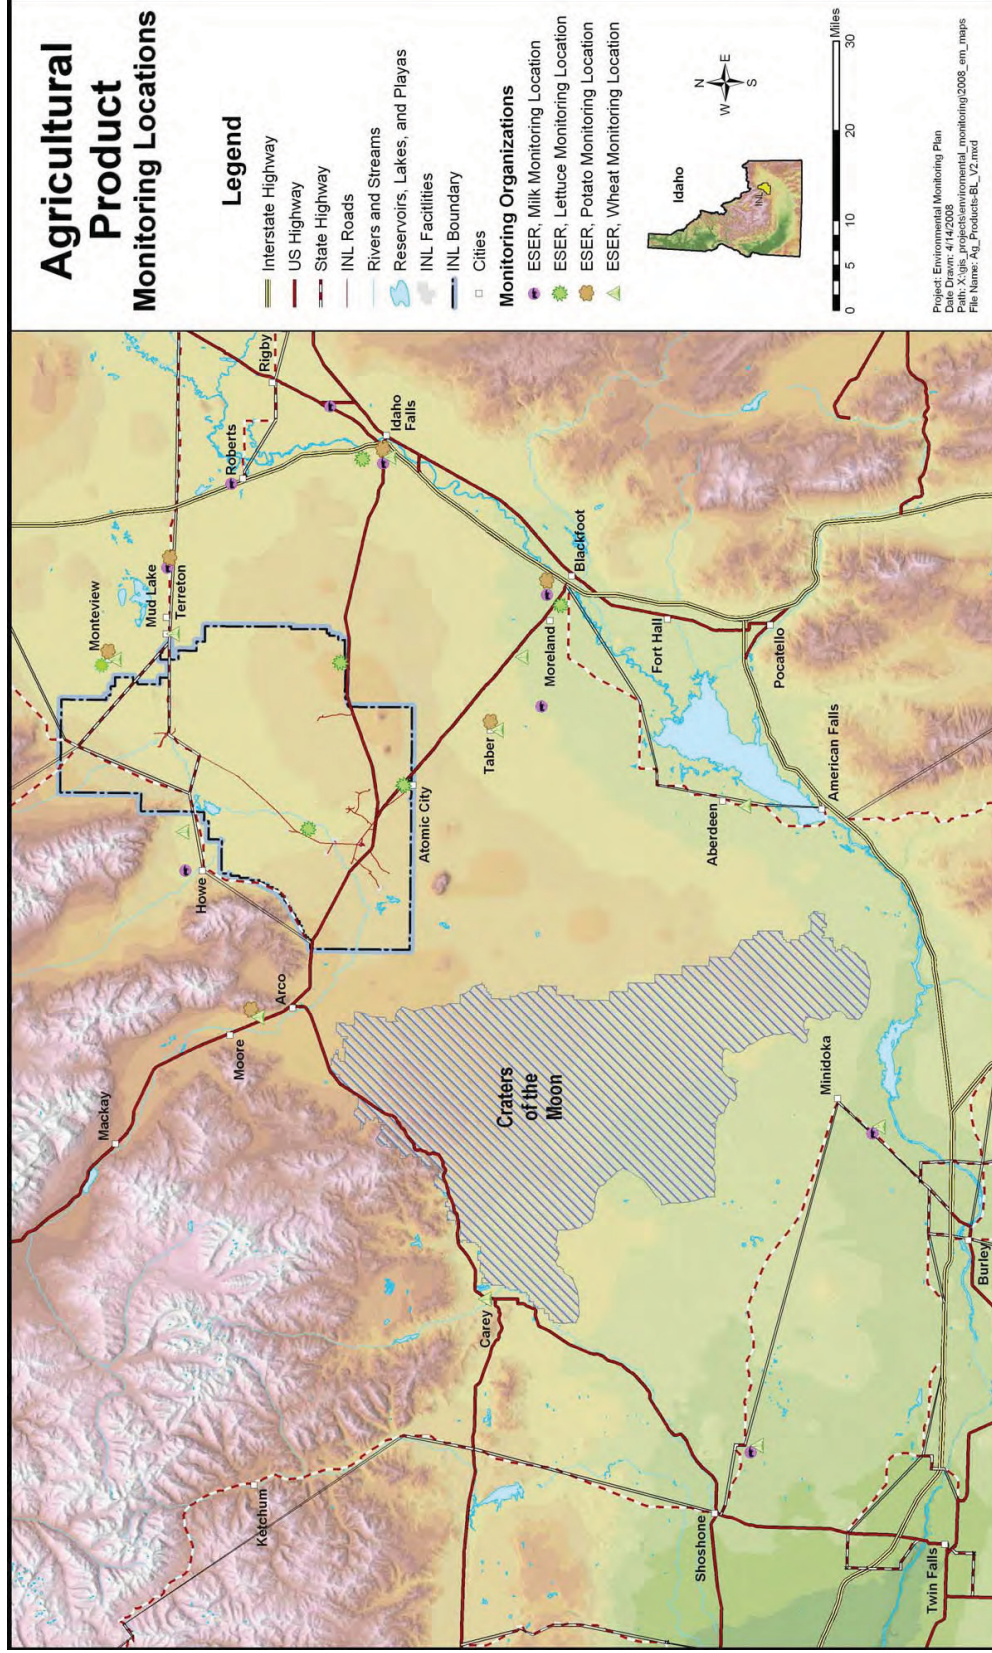 Agricultural
Product
Monitoring Locations
Legend
Interstate Highway
US Highway
State Highway
INL Roads
Rivers and Streams
Reservoirs, Lakes, and Playas
INL Facitlities
INL Boundary
Cities
Monitoring Organizations
ESER, Milk Monitoring Location
ESER, Lettuce Monitoring Location
ESER, Potato Monitoring Location
ESER, Wheat Monitoring Location
N
W
E
S
Idaho
INL
0
5
10
20
30
Miles
Project: Environmental Monitoring Plan
Date Drawn: 4/14/2008
Path: X:\gis_projects\enviromental_monitoring\2008_em_maps
File Name: Ag_Products-BL_V2.mxd
Mackay
Moore
Arco
Howe
Monteview
Mud Lake
Terreton
Roberts
Rigby
Idaho
Falls
Ketchum
Carey
Craters
of the
Moon
Atomic City
Taber
Moreland
Blackfoot
Fort Hall
Pocatello
Aberdeen
American Falls
Minidoka
Shoshone
Twin Falls
Burley